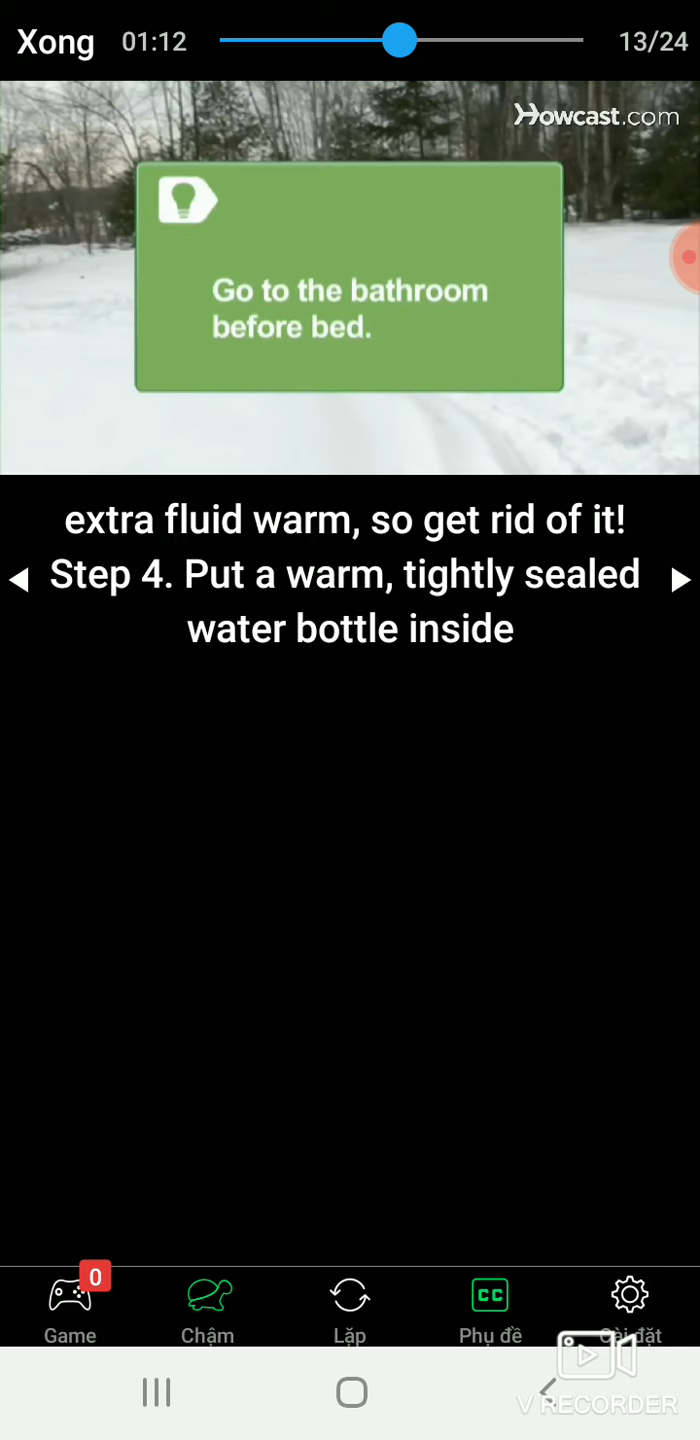 Xong 01:12 13/24
Howcast.com
Go to the bathroom
before bed.
extra fluid warm, so get rid of it!
Step 4. Put a warm, tightly sealed
water bottle inside
0
CC
Game Chậm Lặp Phụ đề Cài đặt
V RECORDER